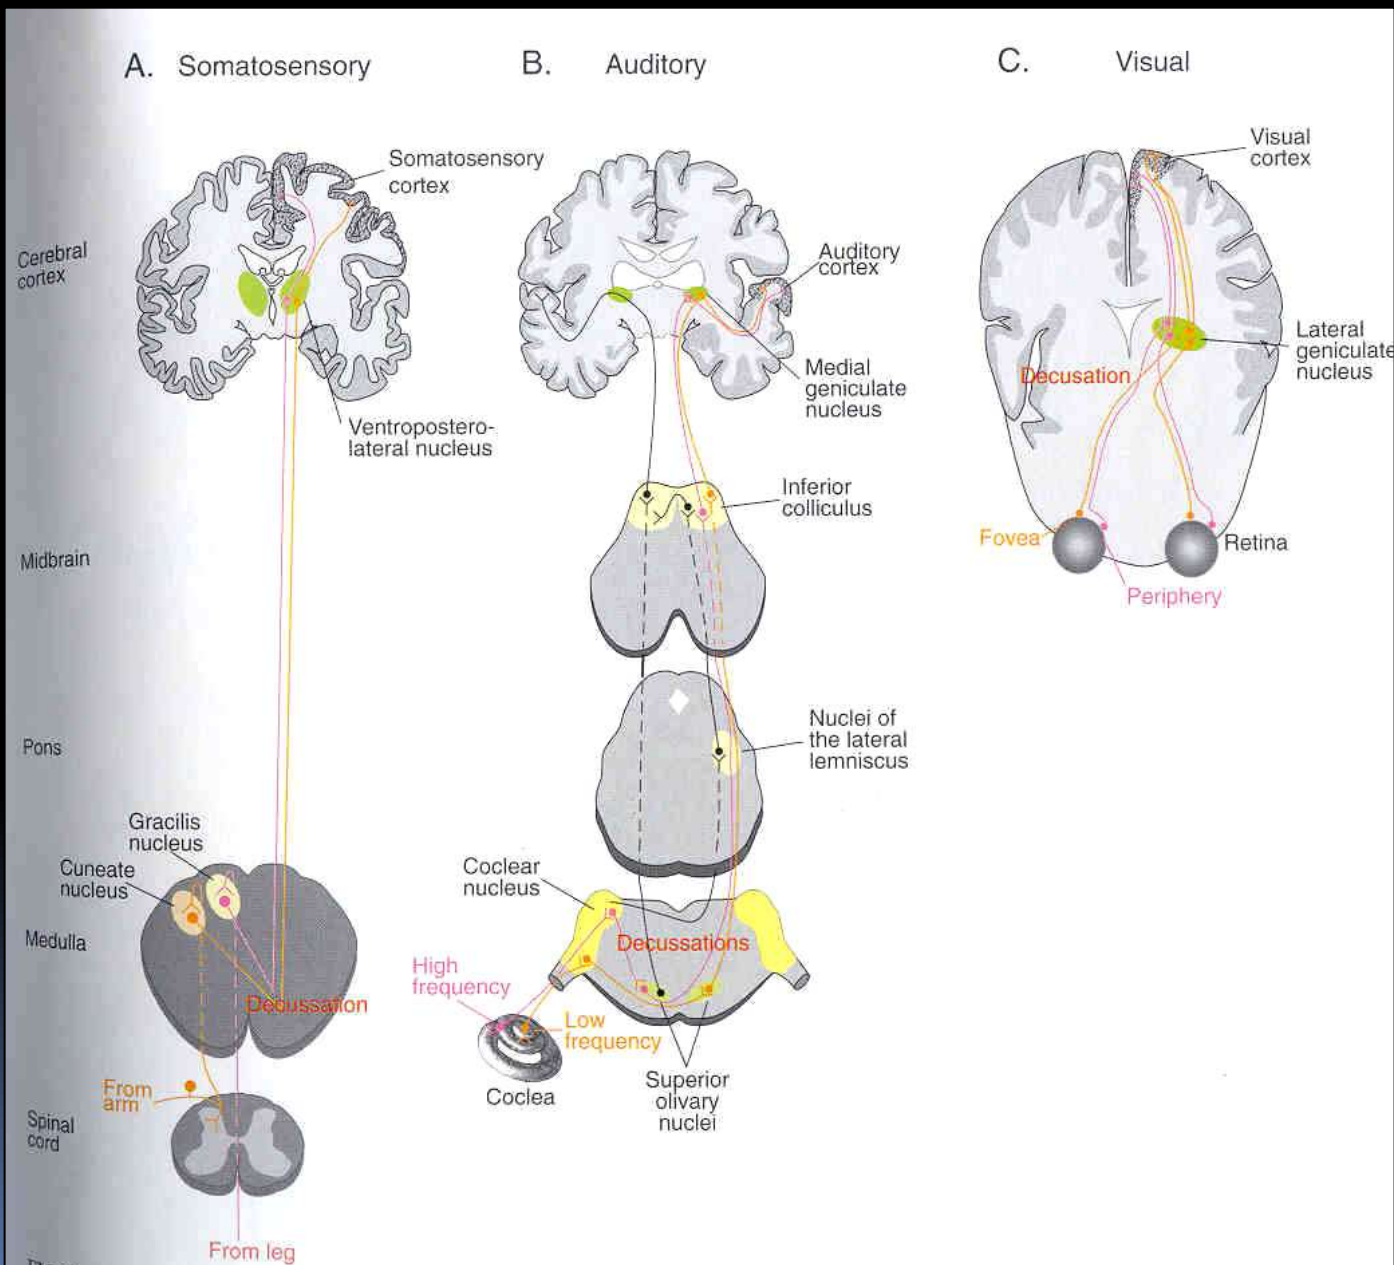 A. Somatosensory
Somatosensory
cortex
Cerebral
cortex
Ventropostero-
lateral nucleus
Midbrain
Pons
Gracilis
nucleus
Cuneate
nucleus
Medulla
Decussation
From
arm
Spinal
cord
From leg
B. Auditory
Auditory
cortex
Medial
geniculate
nucleus
Inferior
colliculus
Nuclei of
the lateral
lemniscus
Coclear
nucleus
Decussations
High
frequency
Low
frequency
Coclea
Superior
olivary
nuclei
C. Visual
Visual
cortex
Lateral
geniculate
nucleus
Decusation
Fovea
Retina
Periphery